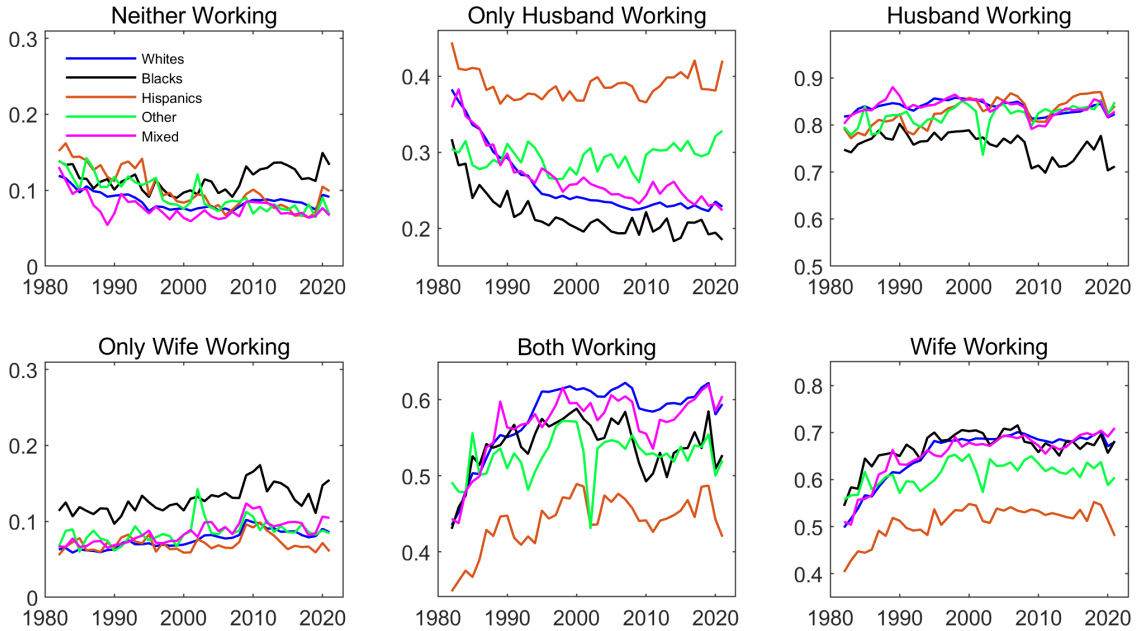 Neither Working
0.3
0.2
0.1
0
1980 1990 2000 2010 2020
Whites
Blacks
Hispanics
Other
Mixed
Only Husband Working
0.4
0.3
0.2
1980 1990 2000 2010 2020
Husband Working
0.9
0.8
0.7
0.6
0.5
1980 1990 2000 2010 2020
Only Wife Working
0.3
0.2
0.1
0
1980 1990 2000 2010 2020
Both Working
0.6
0.5
0.4
1980 1990 2000 2010 2020
Wife Working
0.8
0.7
0.6
0.5
0.4
1980 1990 2000 2010 2020